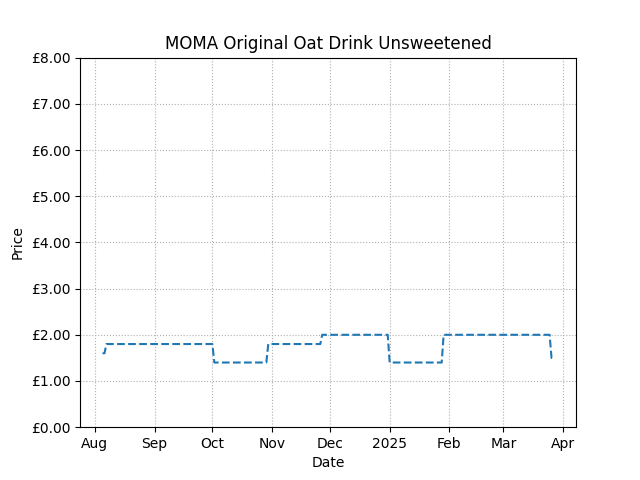 MOMA Original Oat Drink Unsweetened
£8.00
£7.00
£6.00
£5.00
£4.00
£3.00
£2.00
£1.00
£0.00
Price
Aug Sep Oct Nov Dec 2025 Feb Mar Apr
Date